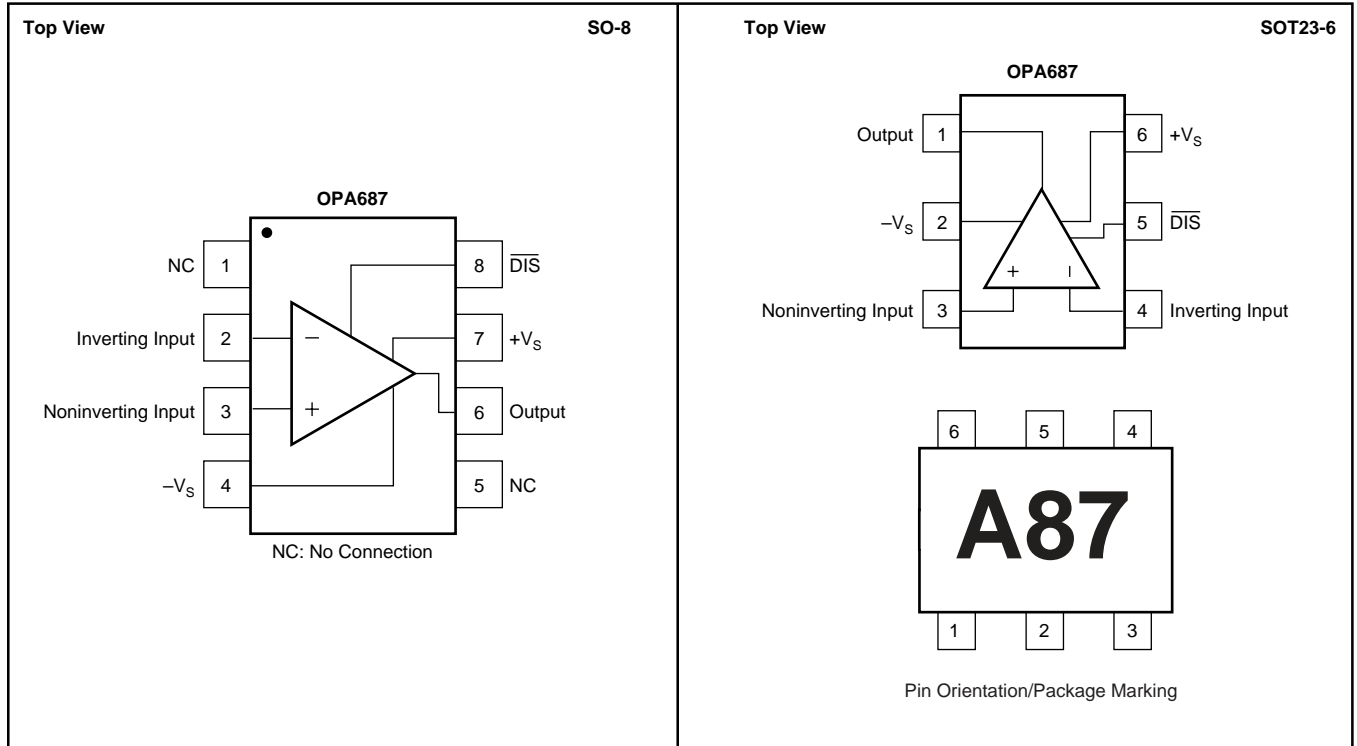 Top View SO-8
OPA687
NC 1 8 D̅I̅S̅
Inverting Input 2 − 7 +VS
Noninverting Input 3 + 6 Output
–VS 4 5 NC
NC: No Connection
Top View SOT23-6
OPA687
Output 1 6 +VS
–VS 2 5 D̅I̅S̅
Noninverting Input 3 + − 4 Inverting Input
6 5 4
A87
1 2 3
Pin Orientation/Package Marking